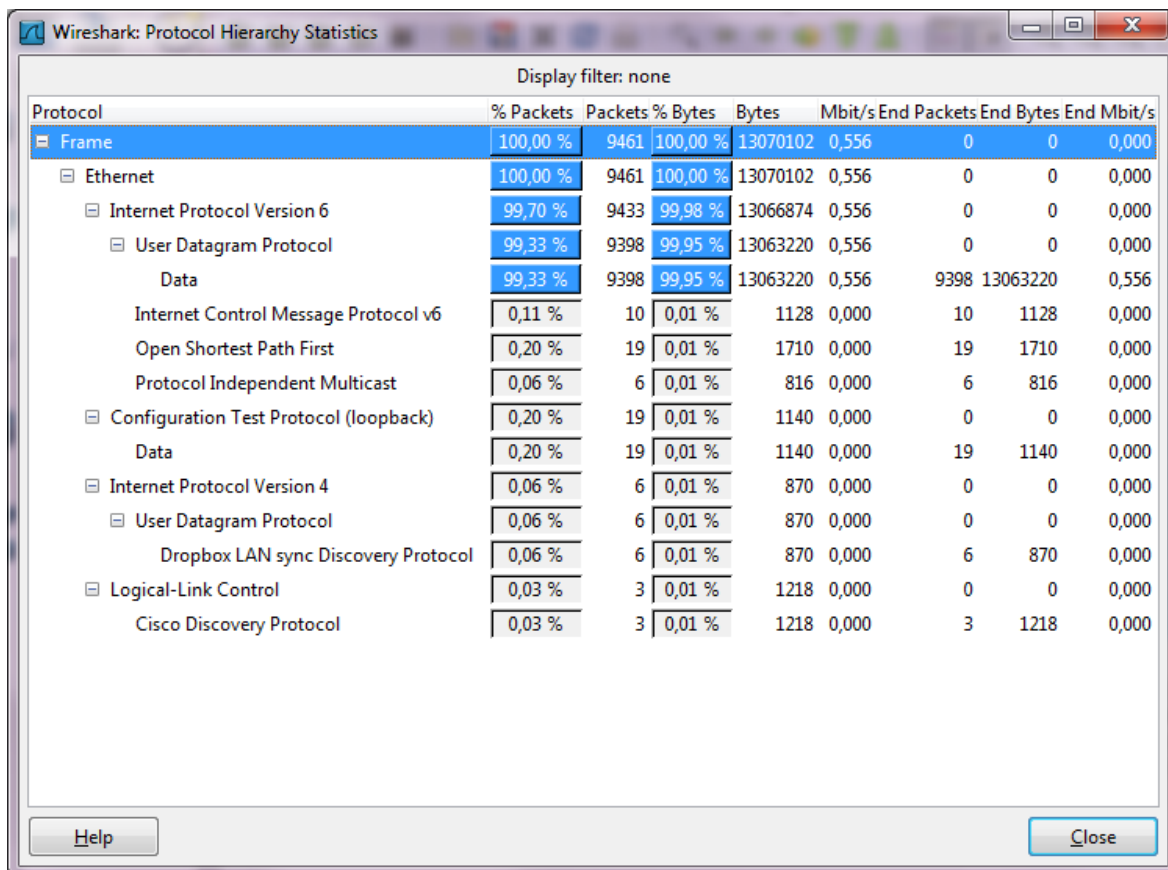 Wireshark: Protocol Hierarchy Statistics
Display filter: none
Protocol % Packets Packets % Bytes Bytes Mbit/s End Packets End Bytes End Mbit/s
Frame 100,00 % 9461 100,00 % 13070102 0,556 0 0 0,000
Ethernet 100,00 % 9461 100,00 % 13070102 0,556 0 0 0,000
Internet Protocol Version 6 99,70 % 9433 99,98 % 13066874 0,556 0 0 0,000
User Datagram Protocol 99,33 % 9398 99,95 % 13063220 0,556 0 0 0,000
Data 99,33 % 9398 99,95 % 13063220 0,556 9398 13063220 0,556
Internet Control Message Protocol v6 0,11 % 10 0,01 % 1128 0,000 10 1128 0,000
Open Shortest Path First 0,20 % 19 0,01 % 1710 0,000 19 1710 0,000
Protocol Independent Multicast 0,06 % 6 0,01 % 816 0,000 6 816 0,000
Configuration Test Protocol (loopback) 0,20 % 19 0,01 % 1140 0,000 0 0 0,000
Data 0,20 % 19 0,01 % 1140 0,000 19 1140 0,000
Internet Protocol Version 4 0,06 % 6 0,01 % 870 0,000 0 0 0,000
User Datagram Protocol 0,06 % 6 0,01 % 870 0,000 0 0 0,000
Dropbox LAN sync Discovery Protocol 0,06 % 6 0,01 % 870 0,000 6 870 0,000
Logical-Link Control 0,03 % 3 0,01 % 1218 0,000 0 0 0,000
Cisco Discovery Protocol 0,03 % 3 0,01 % 1218 0,000 3 1218 0,000
Help Close